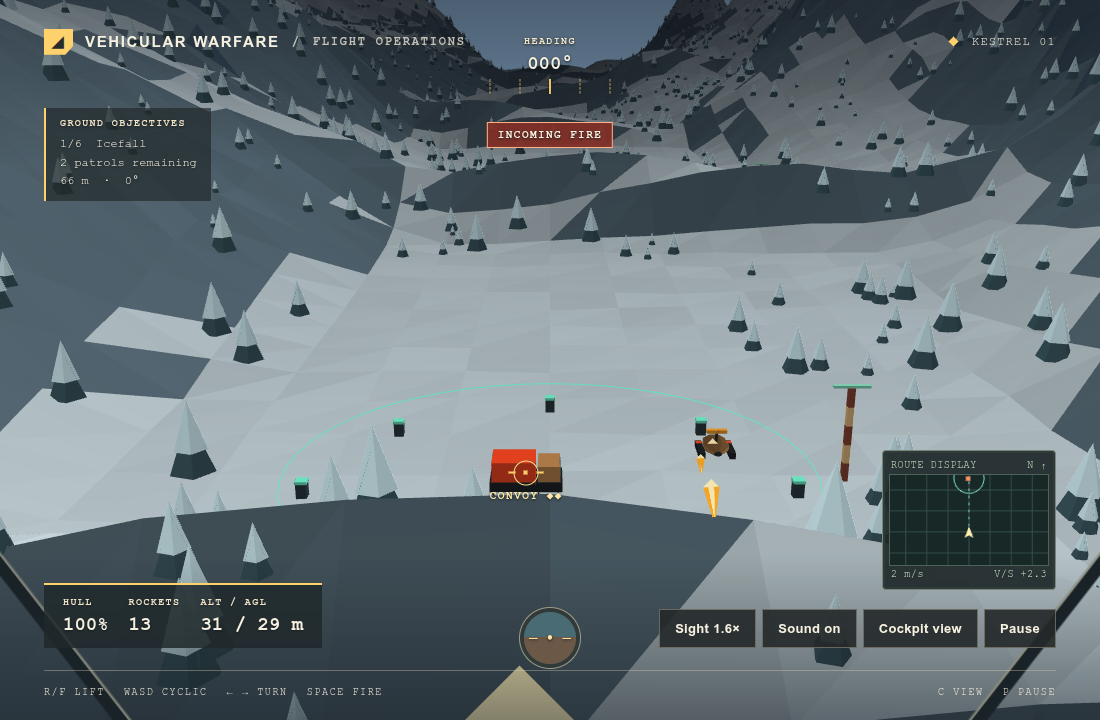 VEHICULAR WARFARE / FLIGHT OPERATIONS
HEADING
000°
KESTREL 01
GROUND OBJECTIVES
1/6 Icefall
2 patrols remaining
66 m · 0°
INCOMING FIRE
CONVOY ◆◆
ROUTE DISPLAY N ↑
2 m/s V/S +2.3
HULL ROCKETS ALT / AGL
100% 13 31 / 29 m
Sight 1.6× Sound on Cockpit view Pause
R/F LIFT WASD CYCLIC ← → TURN SPACE FIRE
C VIEW P PAUSE